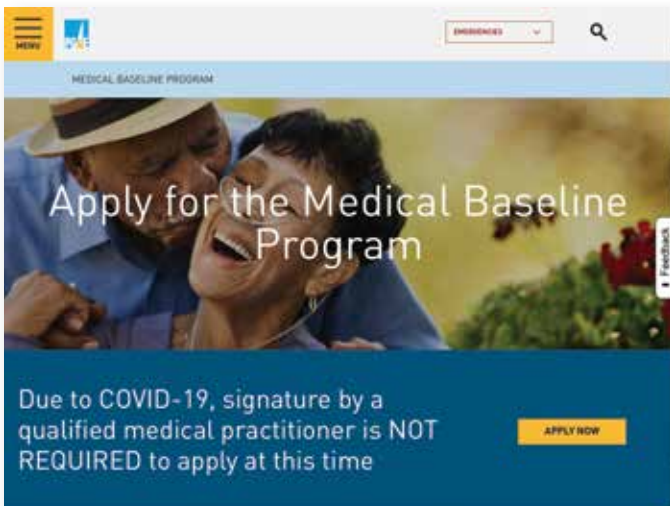 MENU
EMERGENCIES
MEDICAL BASELINE PROGRAM
Apply for the Medical Baseline
Program
Feedback
Due to COVID-19, signature by a
qualified medical practitioner is NOT
REQUIRED to apply at this time
APPLY NOW